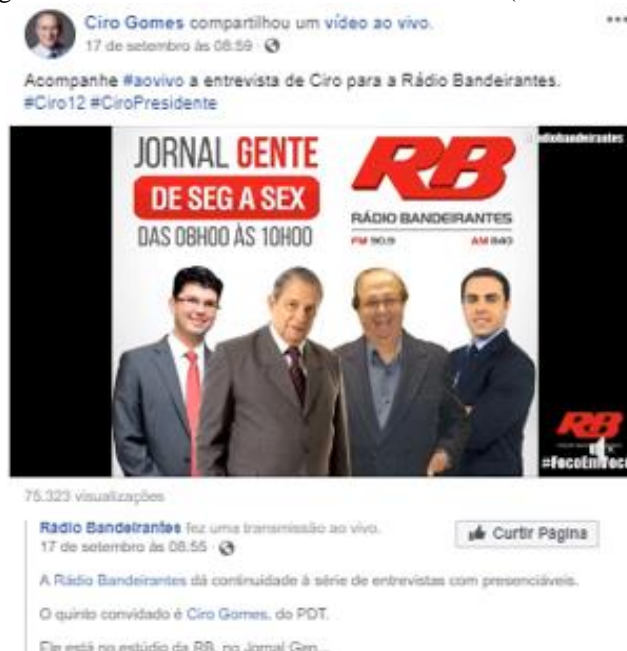 Ciro Gomes compartilhou um vídeo ao vivo.
17 de setembro às 08:59
Acompanhe #aovivo a entrevista de Ciro para a Rádio Bandeirantes.
#Ciro12 #CiroPresidente
JORNAL GENTE
DE SEG A SEX
DAS 08H00 ÀS 10H00
RB
RÁDIO BANDEIRANTES
FM 90.9 AM 840
RB
#FocoEmFoco
75.323 visualizações
Rádio Bandeirantes fez uma transmissão ao vivo.
17 de setembro às 08:55
Curtir Página
A Rádio Bandeirantes dá continuidade à série de entrevistas com presenciáveis.
O quinto convidado é Ciro Gomes, do PDT.
Ele está no estúdio da RB, no Jornal Gen...